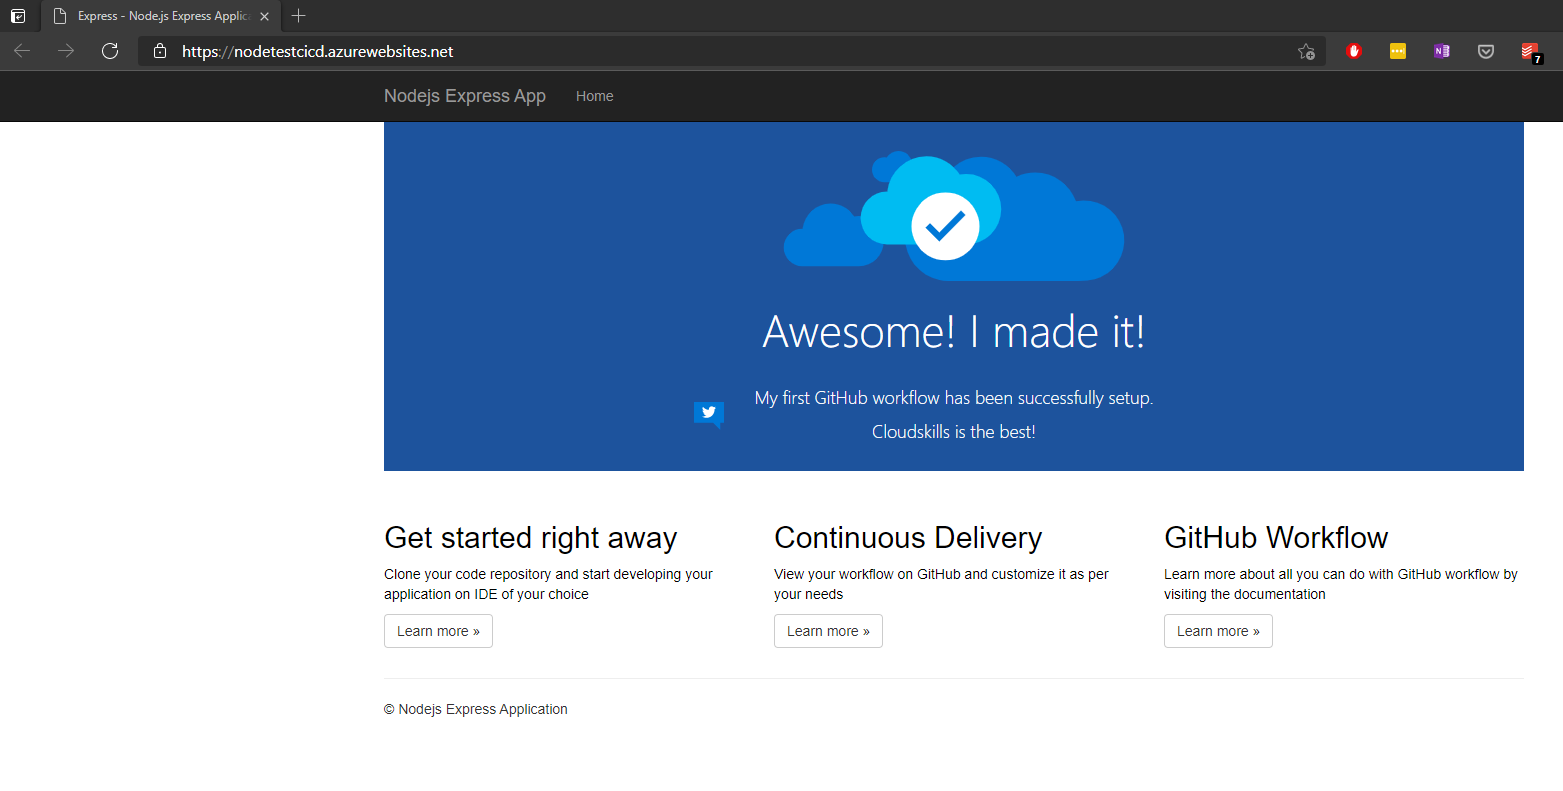 Express - Node.js Express Applic
https://nodetestcicd.azurewebsites.net
N
7
Nodejs Express App Home
Awesome! I made it!
My first GitHub workflow has been successfully setup.
Cloudskills is the best!
Get started right away
Clone your code repository and start developing your
application on IDE of your choice
Learn more »
Continuous Delivery
View your workflow on GitHub and customize it as per
your needs
Learn more »
GitHub Workflow
Learn more about all you can do with GitHub workflow by
visiting the documentation
Learn more »
© Nodejs Express Application